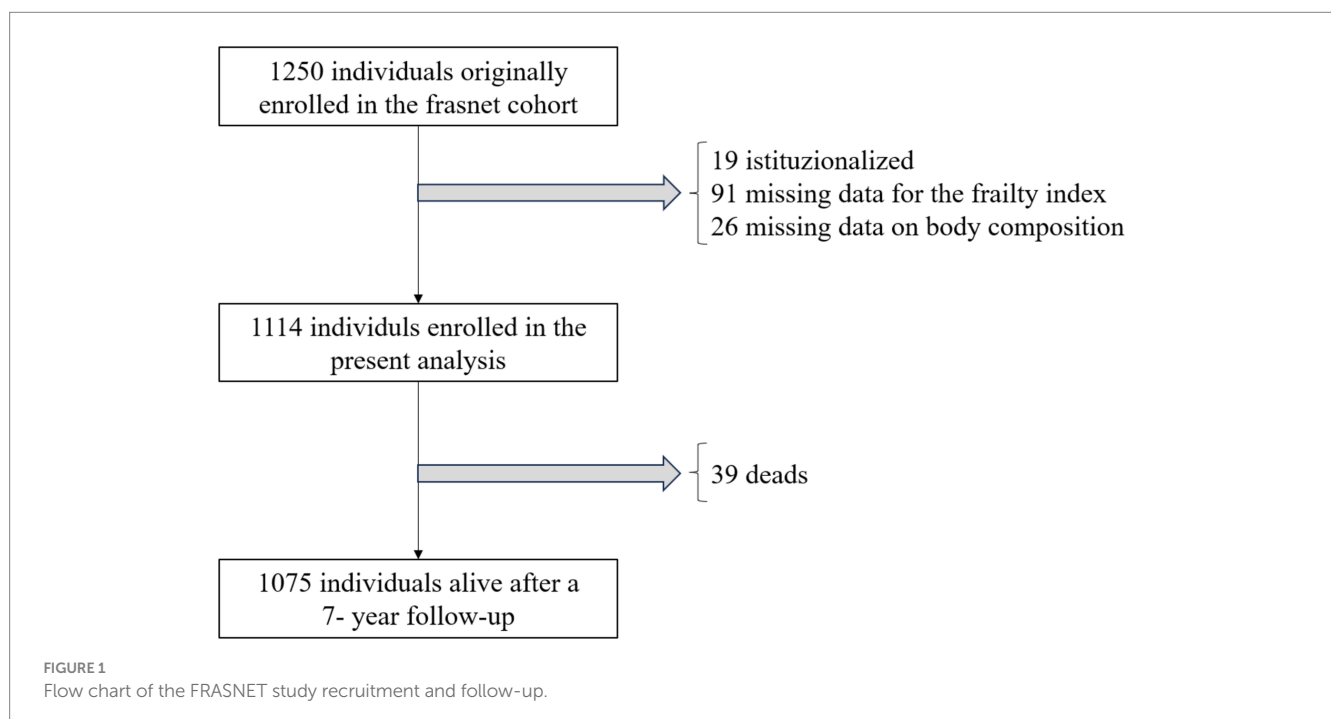 1250 individuals originally
enrolled in the frasnet cohort
19 istituzionalized
91 missing data for the frailty index
26 missing data on body composition
1114 individuls enrolled in the
present analysis
39 deads
1075 individuals alive after a
7- year follow-up
FIGURE 1
Flow chart of the FRASNET study recruitment and follow-up.